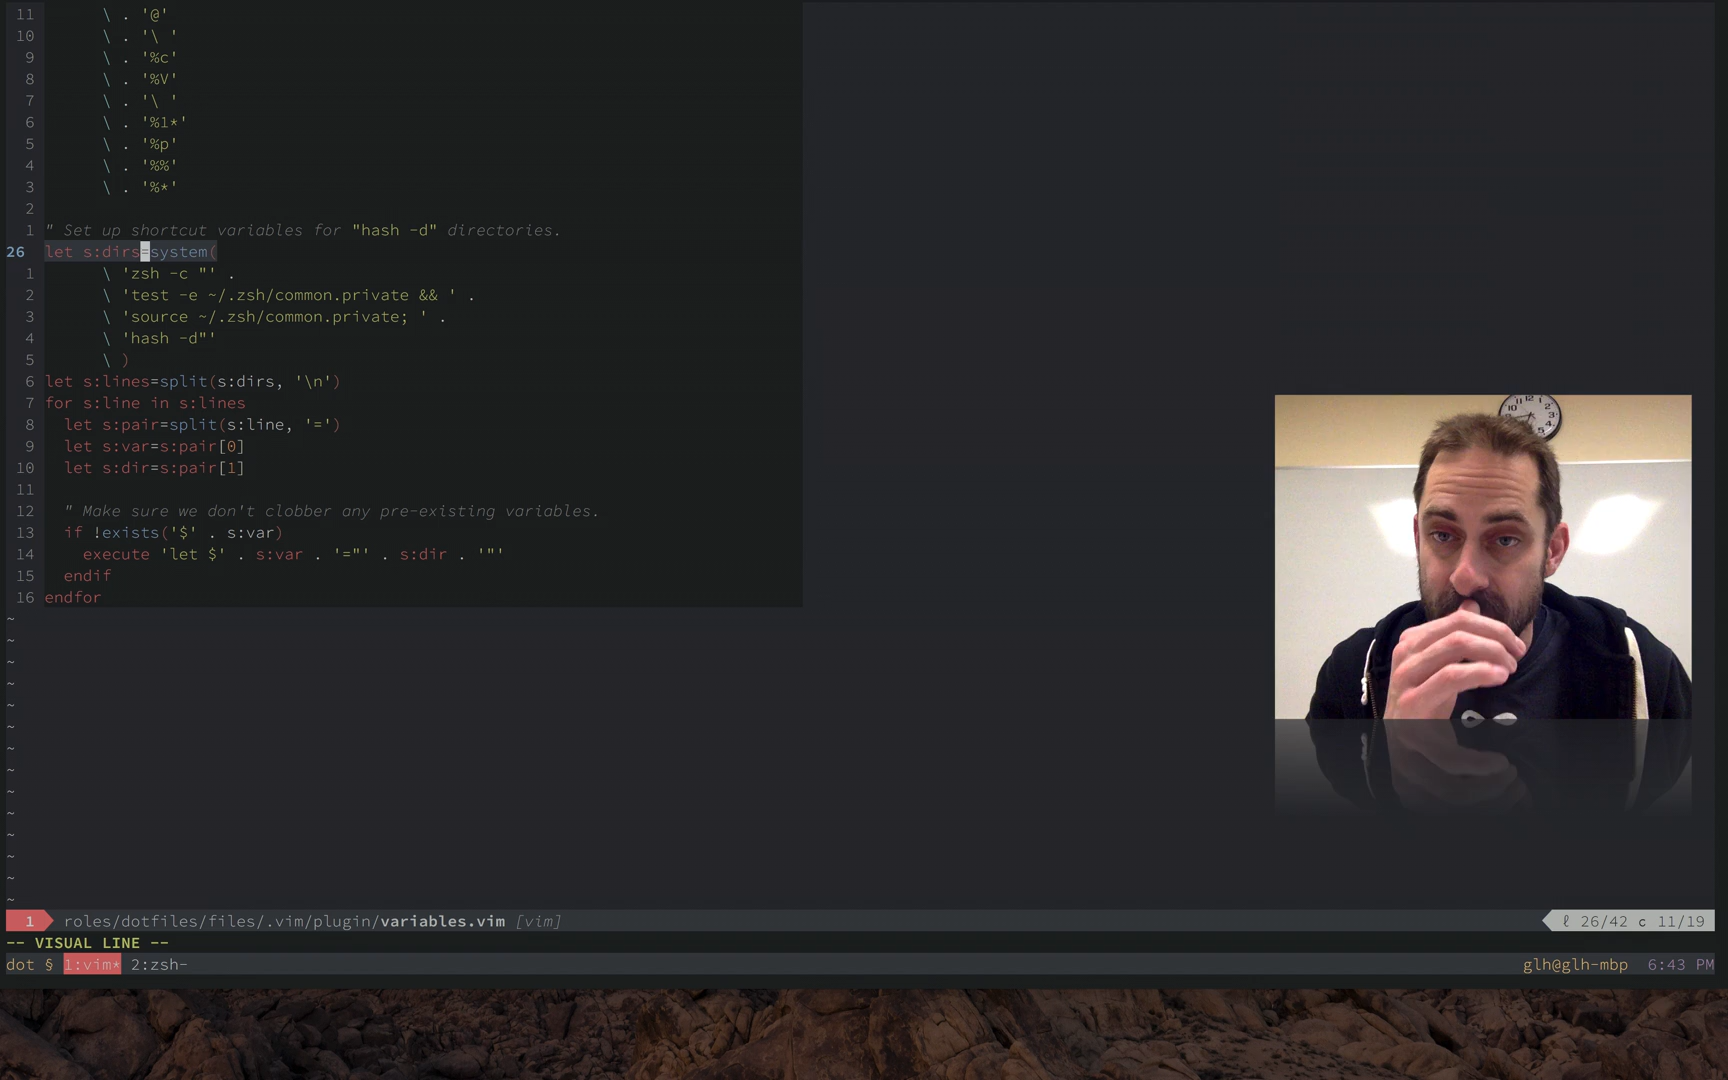 11       \ . '@'
10       \ . '\ '
9       \ . '%c'
8       \ . '%V'
7       \ . '\ '
6       \ . '%l*'
5       \ . '%p'
4       \ . '%%'
3       \ . '%*'
2
1 " Set up shortcut variables for "hash -d" directories.
26 let s:dirs=system(
1       \ 'zsh -c "' .
2       \ 'test -e ~/.zsh/common.private && ' .
3       \ 'source ~/.zsh/common.private; ' .
4       \ 'hash -d"'
5       \ )
6 let s:lines=split(s:dirs, '\n')
7 for s:line in s:lines
8   let s:pair=split(s:line, '=')
9   let s:var=s:pair[0]
10   let s:dir=s:pair[1]
11
12   " Make sure we don't clobber any pre-existing variables.
13   if !exists('$' . s:var)
14     execute 'let $' . s:var . '="' . s:dir . '"'
15   endif
16 endfor
~
~
~
~
~
~
~
~
~
~
~
~
~
~
1 roles/dotfiles/files/.vim/plugin/variables.vim [vim] ℓ 26/42 c 11/19
-- VISUAL LINE --
dot § 1:vim* 2:zsh- glh@glh-mbp 6:43 PM